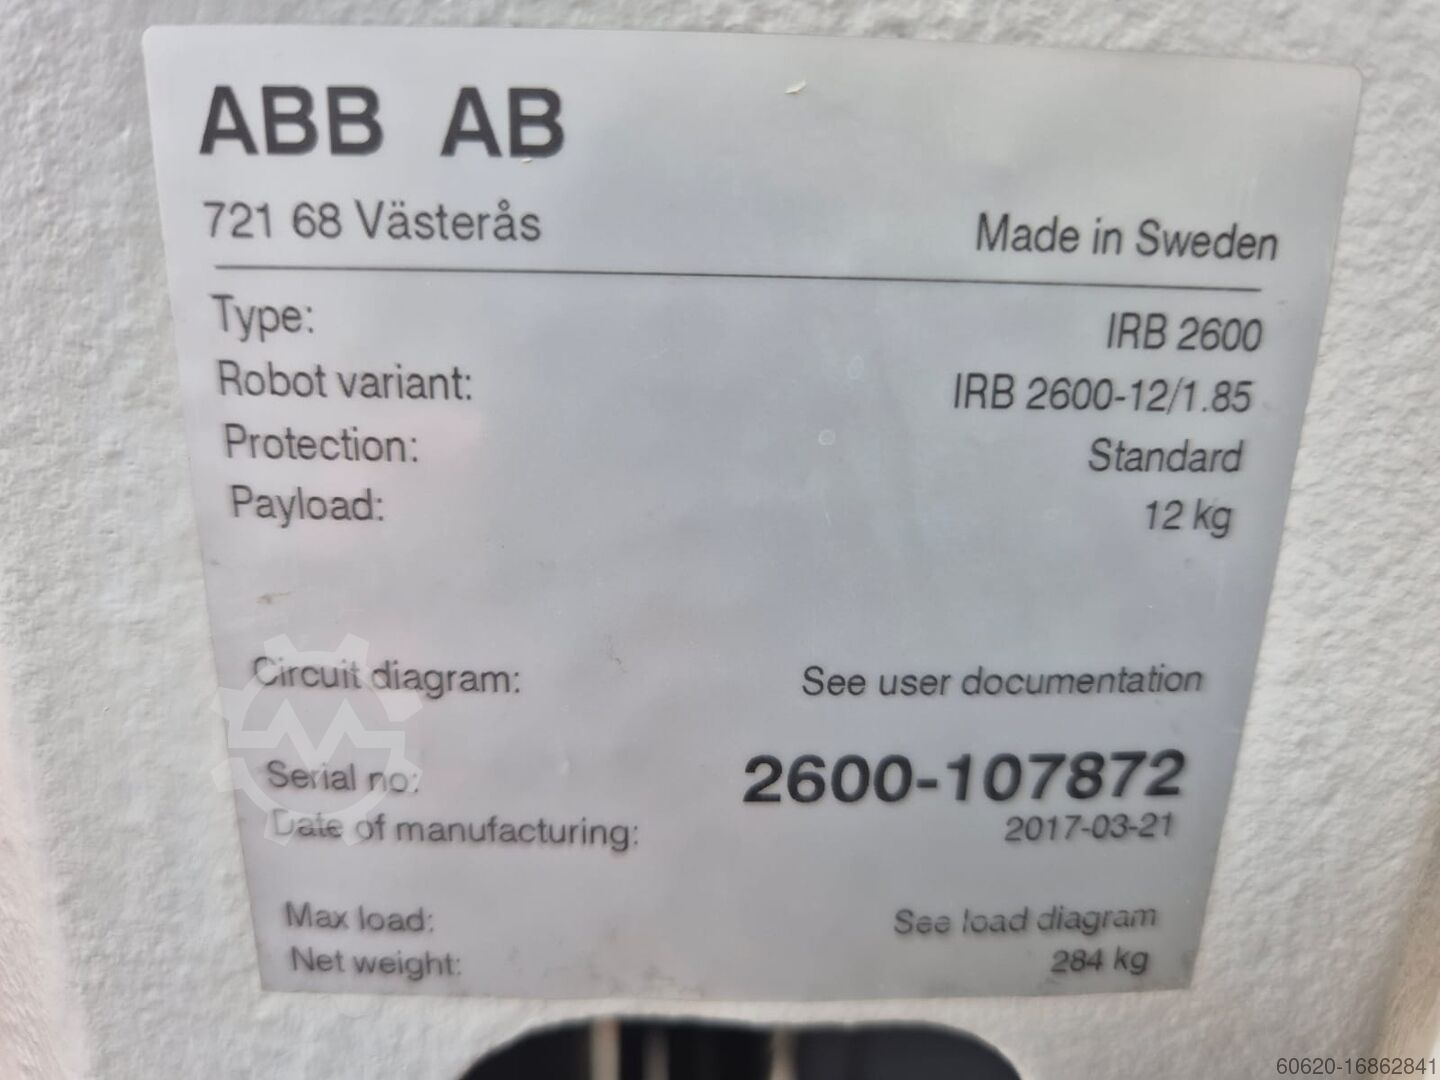 ABB AB
721 68 Västerås
Made in Sweden
Type: IRB 2600
Robot variant: IRB 2600-12/1.85
Protection: Standard
Payload: 12 kg
Circuit diagram: See user documentation
Serial no: 2600-107872
Date of manufacturing: 2017-03-21
Max load: See load diagram
Net weight: 284 kg
60620-16862841